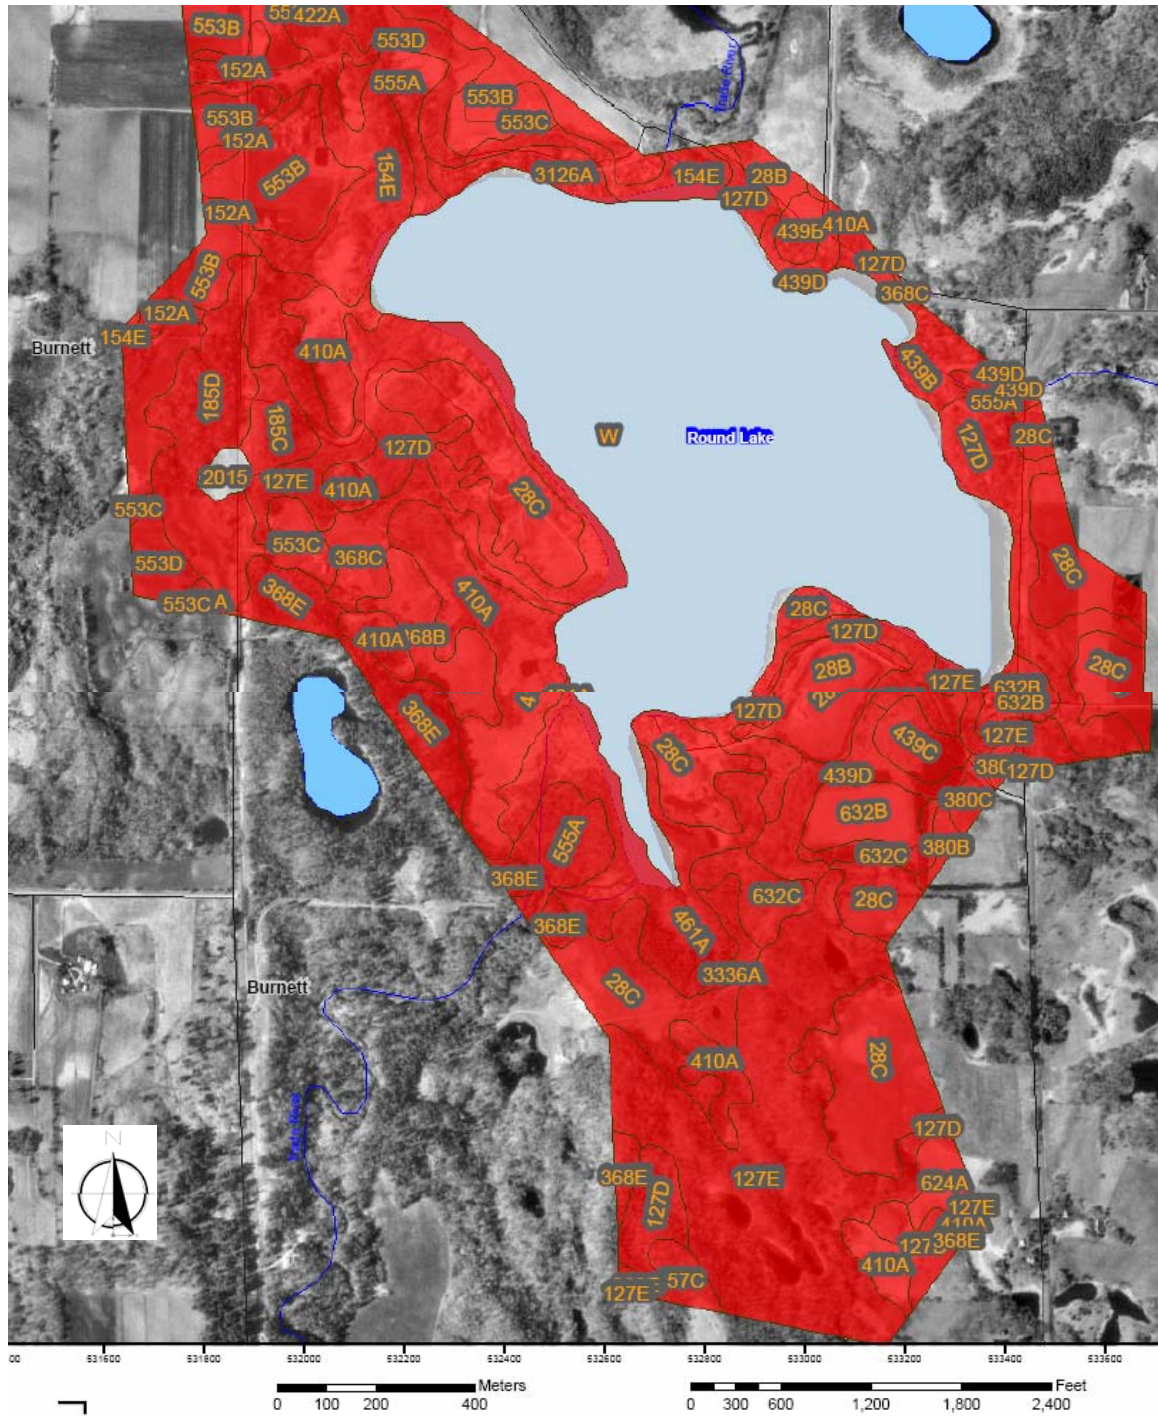 422A
553B
553D
152A
555A
553B
553C
553B
152A
553B
154E
3126A
154E
28B
127D
152A
439B
410A
553B
127D
439D
368C
152A
154E
Burnett
410A
439B
439D
439D
555A
185D
185C
127D
W
Round Lake
127D
28C
2015
127E
410A
28C
553C
553C
368C
553D
28C
368E
410A
28C
553C
127D
410A
28B
28C
127E
632B
632B
368E
127D
28C
439C
127E
439D
127D
380C
632B
555A
380B
632C
368E
632C
28C
368E
461A
3336A
Burnett
28C
410A
28C
Trade River
127D
368E
127E
624A
127D
127E
410A
368E
410A
57C
127E
N
531600 531800 532000 532200 532400 532600 532800 533000 533200 533400 533600
Meters
0 100 200 400
Feet
0 300 600 1,200 1,800 2,400